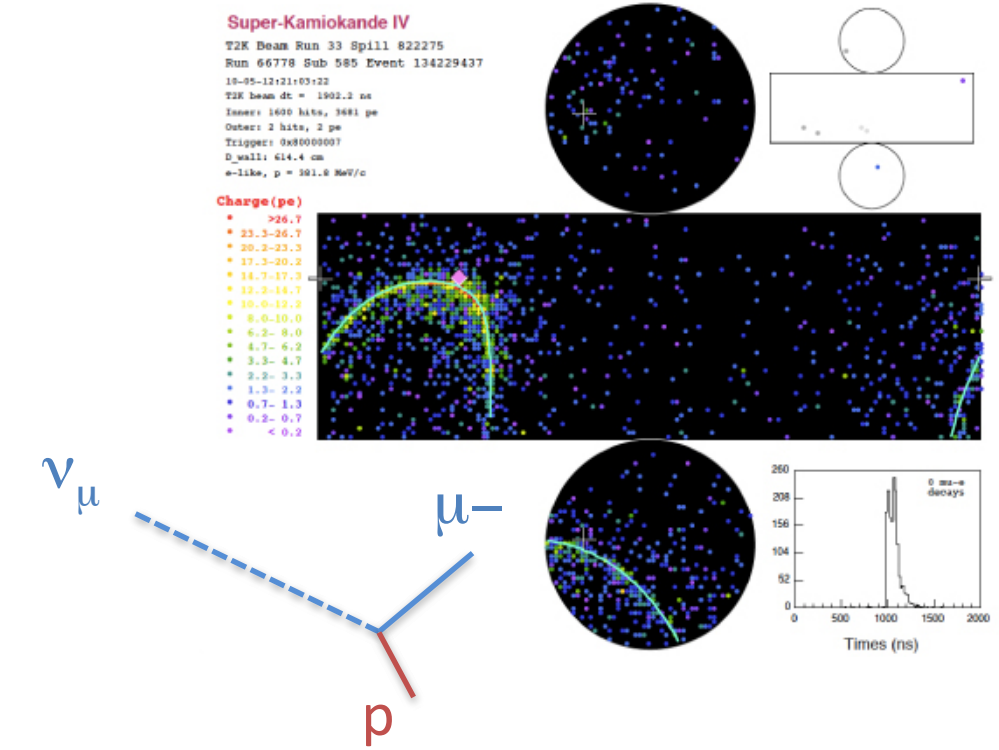 Super-Kamiokande IV
T2K Beam Run 33 Spill 822275
Run 66778 Sub 585 Event 134229437
10-05-12:21:03:22
T2K beam dt = 1902.2 ns
Inner: 1600 hits, 3681 pe
Outer: 2 hits, 2 pe
Trigger: 0x80000007
D_wall: 614.4 cm
e-like, p = 381.8 MeV/c
Charge(pe)
>26.7
23.3-26.7
20.2-23.3
17.3-20.2
14.7-17.3
12.2-14.7
10.0-12.2
8.0-10.0
6.2- 8.0
4.7- 6.2
3.3- 4.7
2.2- 3.3
1.3- 2.2
0.7- 1.3
0.2- 0.7
< 0.2
νμ
μ−
p
0 mu-e
decays
260
208
156
104
52
0
0 500 1000 1500 2000
Times (ns)